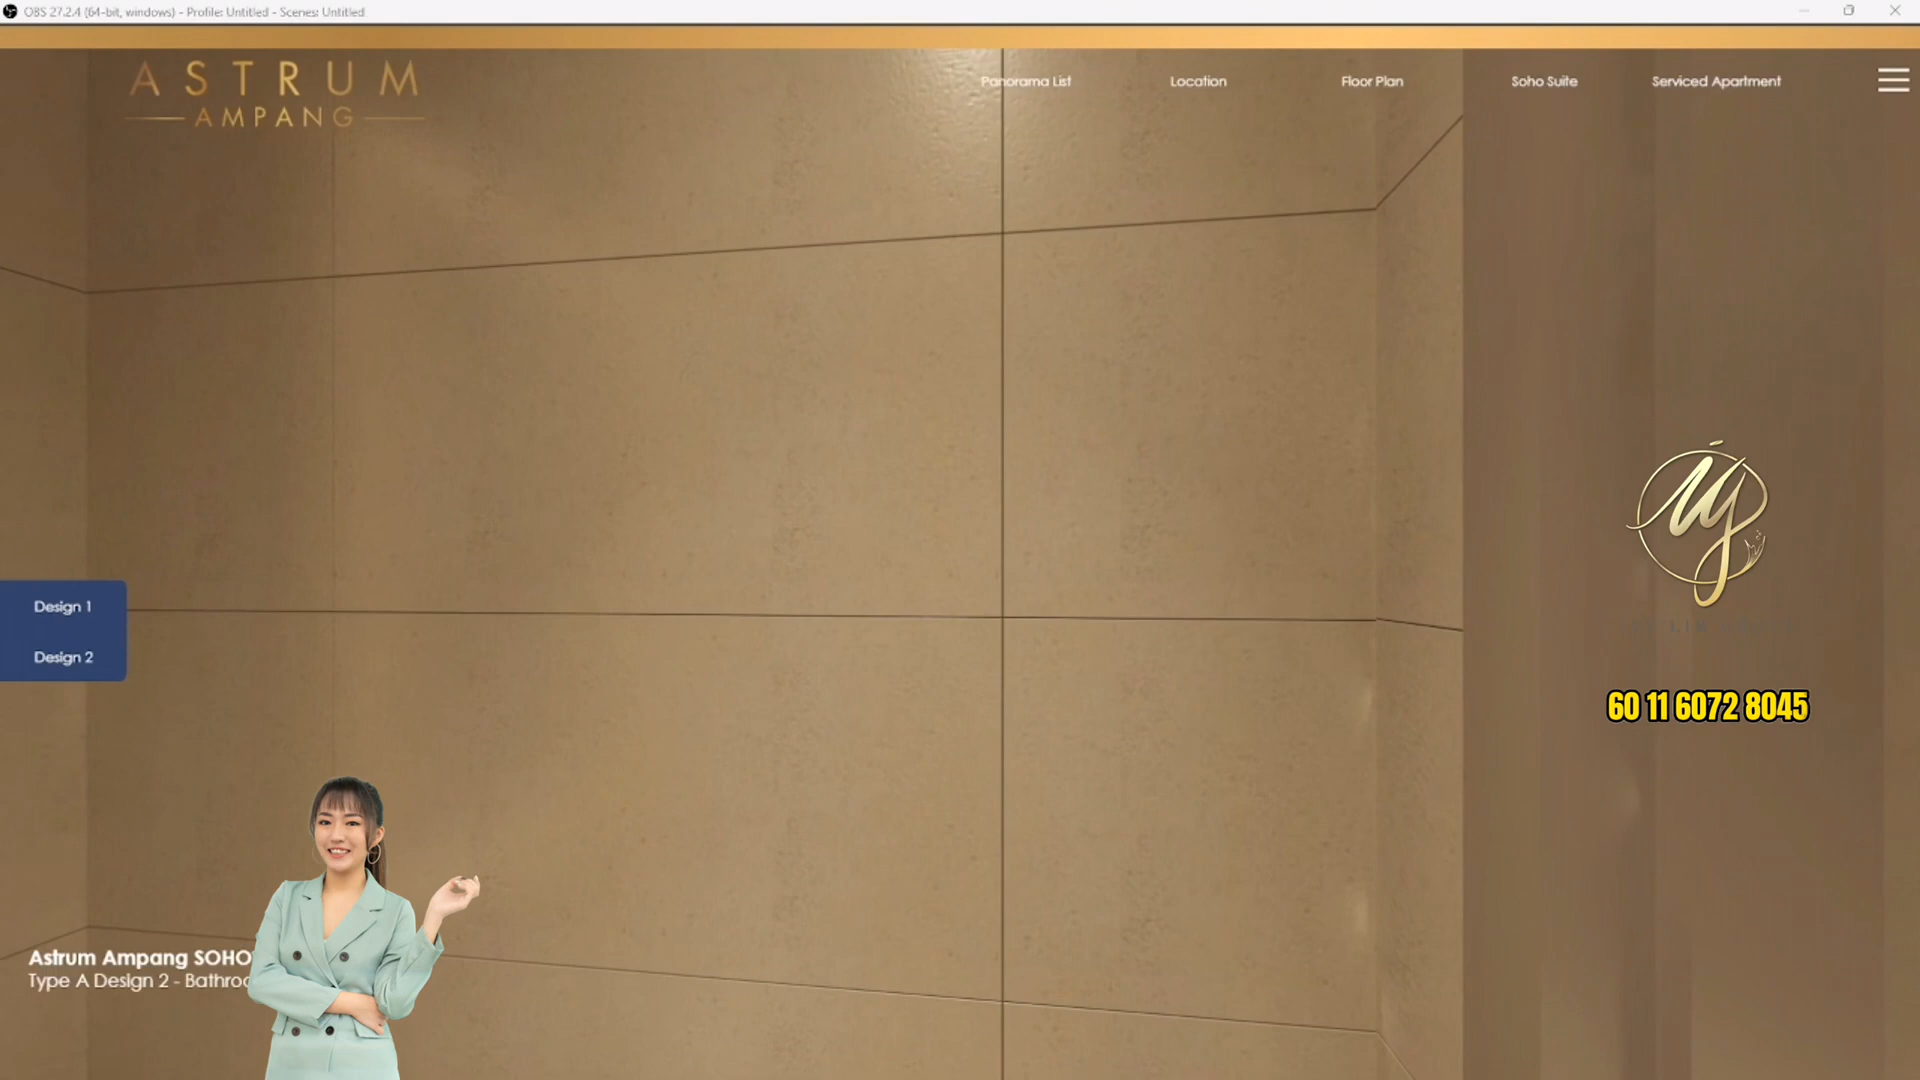 OBS 27.2.4 (64-bit, windows) - Profile: Untitled - Scenes: Untitled
ASTRUM
AMPANG
Panorama List
Location
Floor Plan
Soho Suite
Serviced Apartment
Design 1
Design 2
60 11 6072 8045
Astrum Ampang SOHO
Type A Design 2 - Bathroo